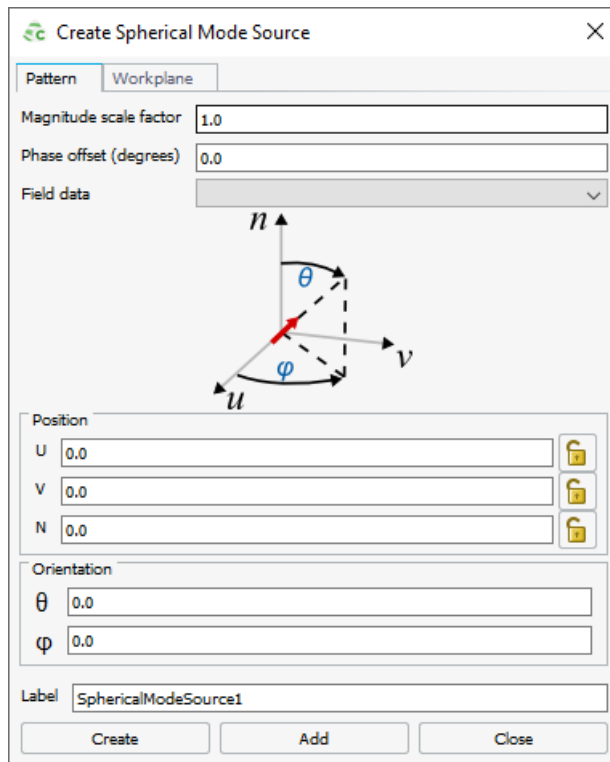 Create Spherical Mode Source
Pattern Workplane
Magnitude scale factor 1.0
Phase offset (degrees) 0.0
Field data
n
θ
v
φ
u
Position
U 0.0
V 0.0
N 0.0
Orientation
θ 0.0
φ 0.0
Label SphericalModeSource1
Create Add Close